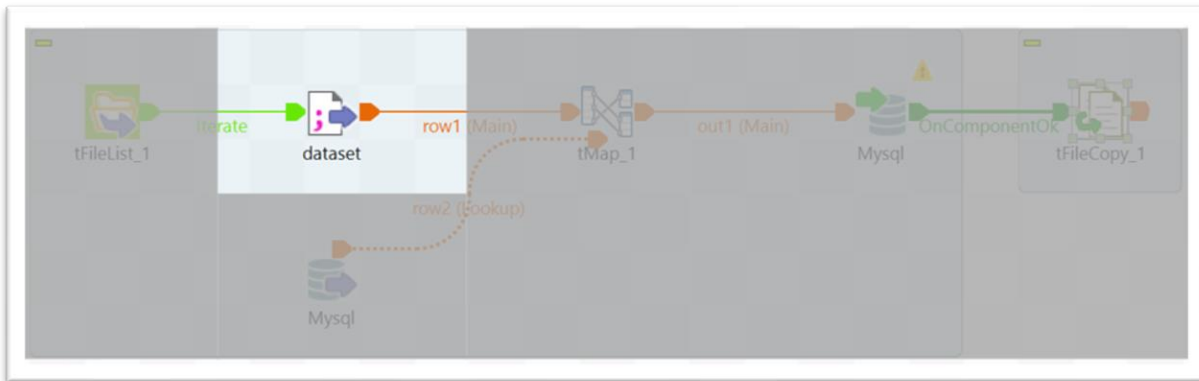 iterate
row1 (Main)
out1 (Main)
OnComponentOk
tFileList_1
dataset
tMap_1
Mysql
tFileCopy_1
row2 (Lookup)
Mysql